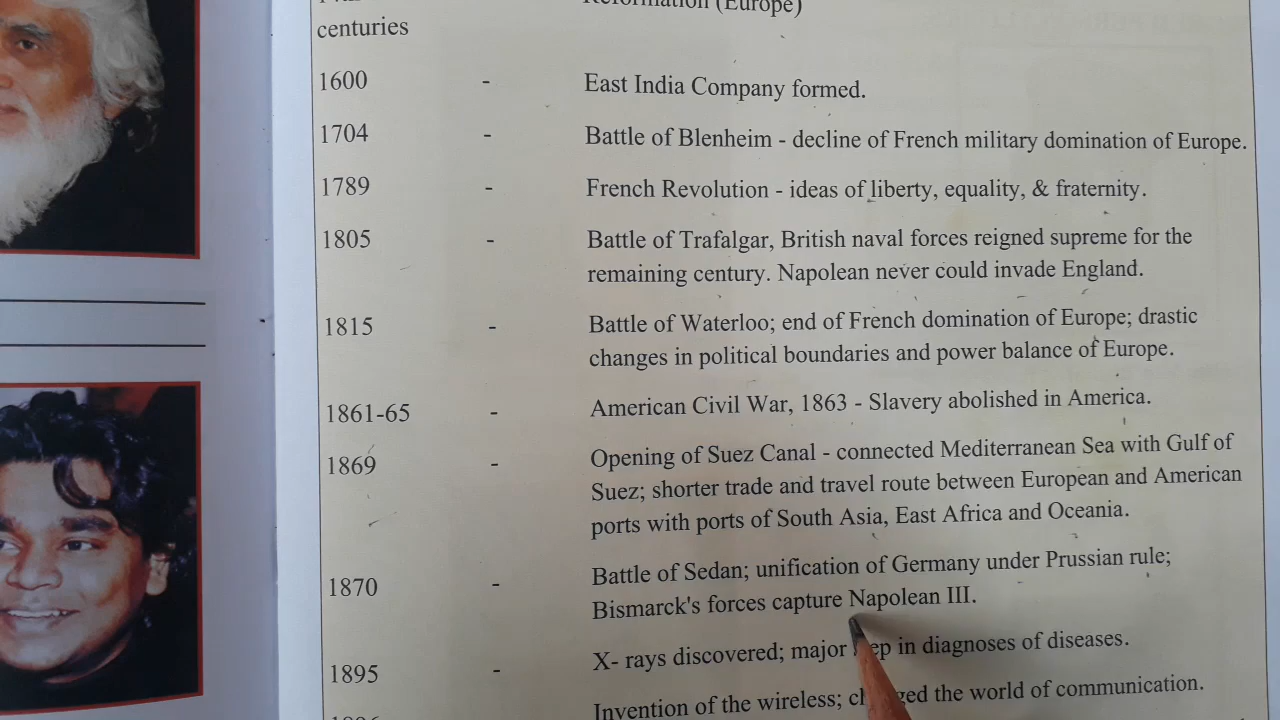 (Europe)
centuries
1600 - East India Company formed.
1704 - Battle of Blenheim - decline of French military domination of Europe.
1789 - French Revolution - ideas of liberty, equality, & fraternity.
1805 - Battle of Trafalgar, British naval forces reigned supreme for the
remaining century. Napolean never could invade England.
1815 - Battle of Waterloo; end of French domination of Europe; drastic
changes in political boundaries and power balance of Europe.
1861-65 - American Civil War, 1863 - Slavery abolished in America.
1869 - Opening of Suez Canal - connected Mediterranean Sea with Gulf of
Suez; shorter trade and travel route between European and American
ports with ports of South Asia, East Africa and Oceania.
1870 - Battle of Sedan; unification of Germany under Prussian rule;
Bismarck's forces capture Napolean III.
1895 - X- rays discovered; major in diagnoses of diseases.
Invention of the wireless; the world of communication.